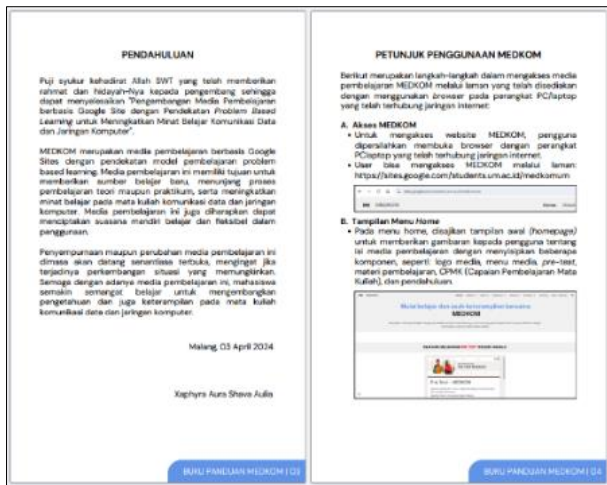 PENDAHULUAN
Puji syukur kehadirat Allah SWT yang telah memberikan
rahmat dan hidayah-Nya kepada pengembang sehingga
dapat menyelesaikan "Pengembangan Media Pembelajaran
berbasis Google Site dengan Pendekatan Problem Based
Learning untuk Meningkatkan Minat Belajar Komunikasi Data
dan Jaringan Komputer".
MEDKOM merupakan media pembelajaran berbasis Google
Sites dengan pendekatan model pembelajaran problem
based learning. Media pembelajaran ini memiliki tujuan untuk
memberikan sumber belajar baru, menunjang proses
pembelajaran teori maupun praktikum, serta meningkatkan
minat belajar pada mata kuliah komunikasi data dan jaringan
komputer. Media pembelajaran ini juga diharapkan dapat
menciptakan suasana mandiri belajar dan fleksibel dalam
penggunaan.
Penyempurnaan maupun perubahan media pembelajaran ini
dimasa akan datang senantiasa terbuka, mengingat jika
terjadinya perkembangan situasi yang memungkinkan.
Semoga dengan adanya media pembelajaran ini, mahasiswa
semakin semangat belajar untuk mengembangkan
pengetahuan dan juga keterampilan pada mata kuliah
komunikasi data dan jaringan komputer.
Malang, 03 April 2024
Xaphyra Aura Shava Aulia
BUKU PANDUAN MEDKOM | 03
PETUNJUK PENGGUNAAN MEDKOM
Berikut merupakan langkah-langkah dalam mengakses media
pembelajaran MEDKOM melalui laman yang telah disediakan
dengan menggunakan browser pada perangkat PC/laptop
yang telah terhubung jaringan internet:
A. Akses MEDKOM
• Untuk mengakses website MEDKOM, pengguna
dipersilahkan membuka browser dengan perangkat
PC/laptop yang telah terhubung jaringan internet.
• User bisa mengakses MEDKOM melalui laman:
https://sites.google.com/students.um.ac.id/medkomum
B. Tampilan Menu Home
• Pada menu home, disajikan tampilan awal (homepage)
untuk memberikan gambaran kepada pengguna tentang
isi media pembelajaran dengan menyisipkan beberapa
komponen, seperti: logo media, menu media, pre-test,
materi pembelajaran, CPMK (Capaian Pembelajaran Mata
Kuliah), dan pendahuluan.
MEDKOM
BUKU PANDUAN MEDKOM | 04